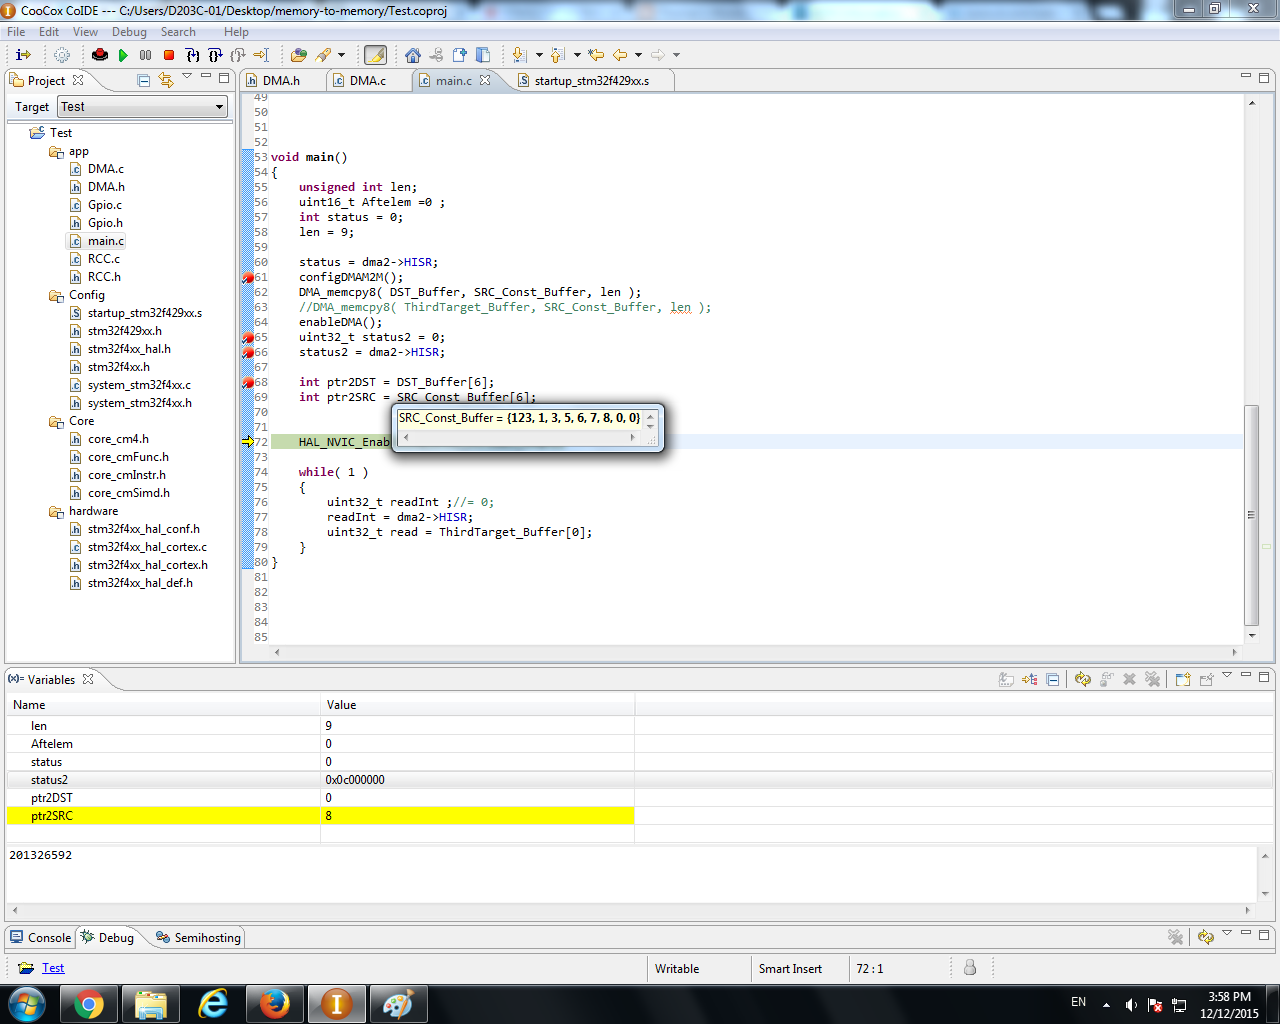 CooCox CoIDE --- C:/Users/D203C-01/Desktop/memory-to-memory/Test.coproj
File Edit View Debug Search Help
Project
Target Test
Test
app
DMA.c
DMA.h
Gpio.c
Gpio.h
main.c
RCC.c
RCC.h
Config
startup_stm32f429xx.s
stm32f429xx.h
stm32f4xx_hal.h
stm32f4xx.h
system_stm32f4xx.c
system_stm32f4xx.h
Core
core_cm4.h
core_cmFunc.h
core_cmInstr.h
core_cmSimd.h
hardware
stm32f4xx_hal_conf.h
stm32f4xx_hal_cortex.c
stm32f4xx_hal_cortex.h
stm32f4xx_hal_def.h
DMA.h DMA.c main.c startup_stm32f429xx.s
49
50
51
52
53 void main()
54 {
55 unsigned int len;
56 uint16_t Aftelem =0 ;
57 int status = 0;
58 len = 9;
59
60 status = dma2->HISR;
61 configDMAM2M();
62 DMA_memcpy8( DST_Buffer, SRC_Const_Buffer, len );
63 //DMA_memcpy8( ThirdTarget_Buffer, SRC_Const_Buffer, len );
64 enableDMA();
65 uint32_t status2 = 0;
66 status2 = dma2->HISR;
67
68 int ptr2DST = DST_Buffer[6];
69 int ptr2SRC = SRC_Const_Buffer[6];
70
71
SRC_Const_Buffer = {123, 1, 3, 5, 6, 7, 8, 0, 0}
72 HAL_NVIC_Enab
73
74 while( 1 )
75 {
76 uint32_t readInt ;//= 0;
77 readInt = dma2->HISR;
78 uint32_t read = ThirdTarget_Buffer[0];
79 }
80 }
81
82
83
84
85
(x)= Variables
Name Value
len 9
Aftelem 0
status 0
status2 0x0c000000
ptr2DST 0
ptr2SRC 8
201326592
Console Debug Semihosting
Test Writable Smart Insert 72 : 1
EN 3:58 PM
12/12/2015